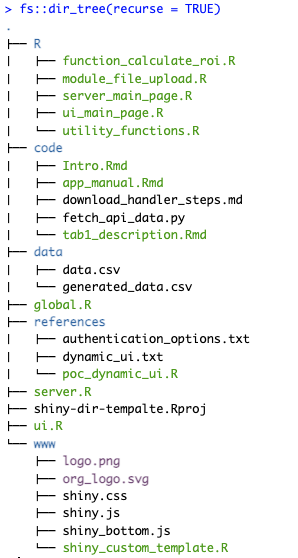 > fs::dir_tree(recurse = TRUE)
.
├── R
│   ├── function_calculate_roi.R
│   ├── module_file_upload.R
│   ├── server_main_page.R
│   ├── ui_main_page.R
│   └── utility_functions.R
├── code
│   ├── Intro.Rmd
│   ├── app_manual.Rmd
│   ├── download_handler_steps.md
│   ├── fetch_api_data.py
│   └── tab1_description.Rmd
├── data
│   ├── data.csv
│   └── generated_data.csv
├── global.R
├── references
│   ├── authentication_options.txt
│   ├── dynamic_ui.txt
│   └── poc_dynamic_ui.R
├── server.R
├── shiny-dir-tempalte.Rproj
├── ui.R
└── www
    ├── logo.png
    ├── org_logo.svg
    ├── shiny.css
    ├── shiny.js
    ├── shiny_bottom.js
    └── shiny_custom_template.R